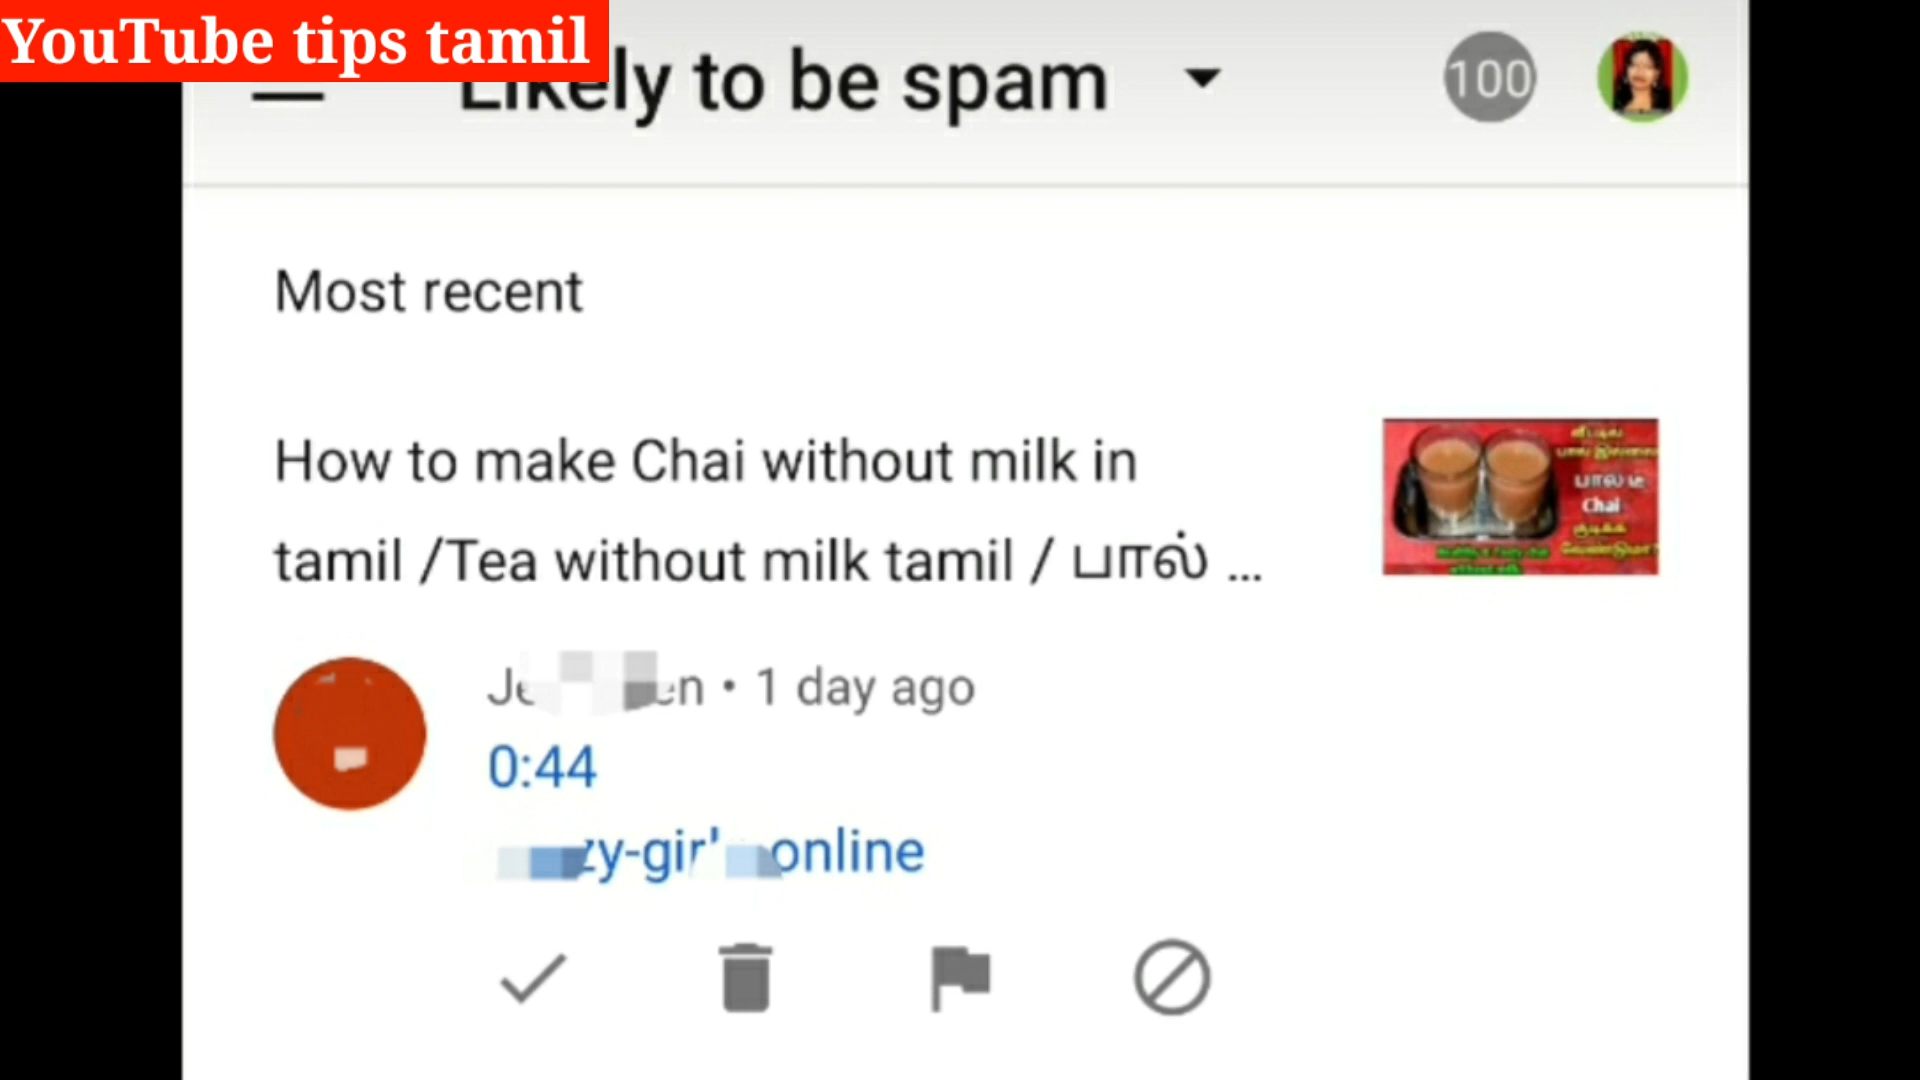 YouTube tips tamil
Likely to be spam
100
Most recent
How to make Chai without milk in
tamil /Tea without milk tamil / பால் ...
பால்
Chai
1 day ago
0:44
online